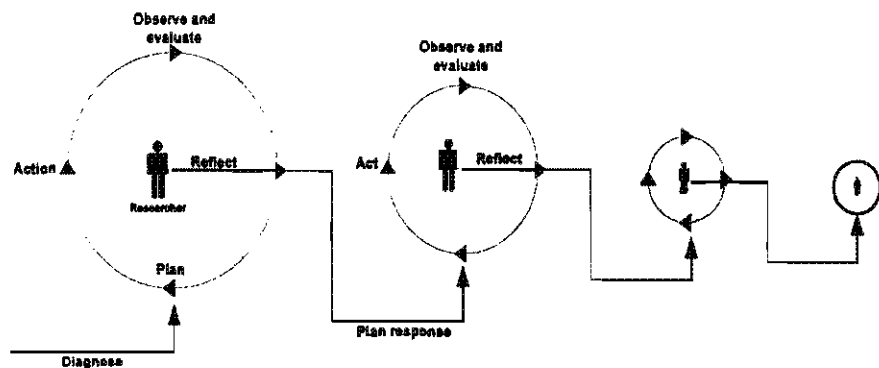 Observe and
evaluate
Observe and
evaluate
Action
Reflect
Researcher
Act
Reflect
Plan
Plan response
Diagnose